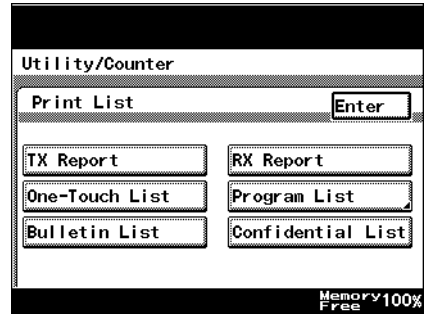 Utility/Counter
Print List
Enter
TX Report
RX Report
One-Touch List
Program List
Bulletin List
Confidential List
Memory
Free 100%